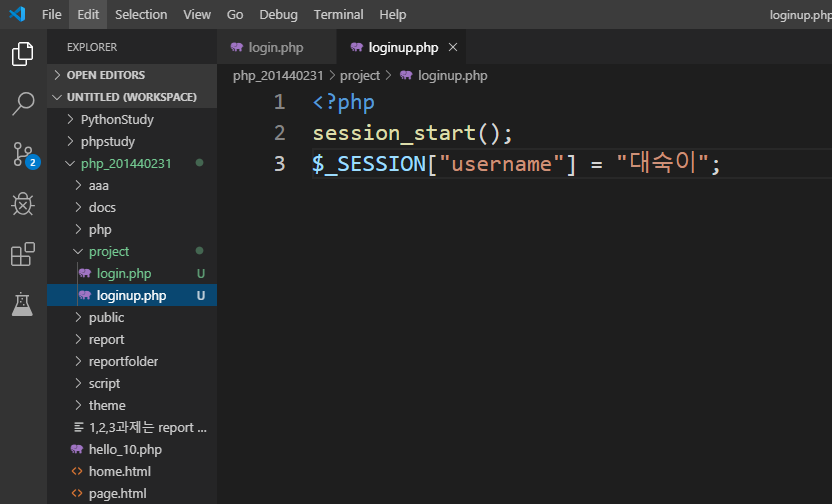 File Edit Selection View Go Debug Terminal Help loginup.php
EXPLORER
OPEN EDITORS
UNTITLED (WORKSPACE)
PythonStudy
phpstudy
php_201440231
aaa
docs
php
project
login.php U
loginup.php U
public
report
reportfolder
script
theme
1,2,3과제는 report ...
hello_10.php
home.html
page.html
2
login.php loginup.php
php_201440231 > project > loginup.php
1 <?php
2 session_start();
3 $_SESSION["username"] = "대숙이";